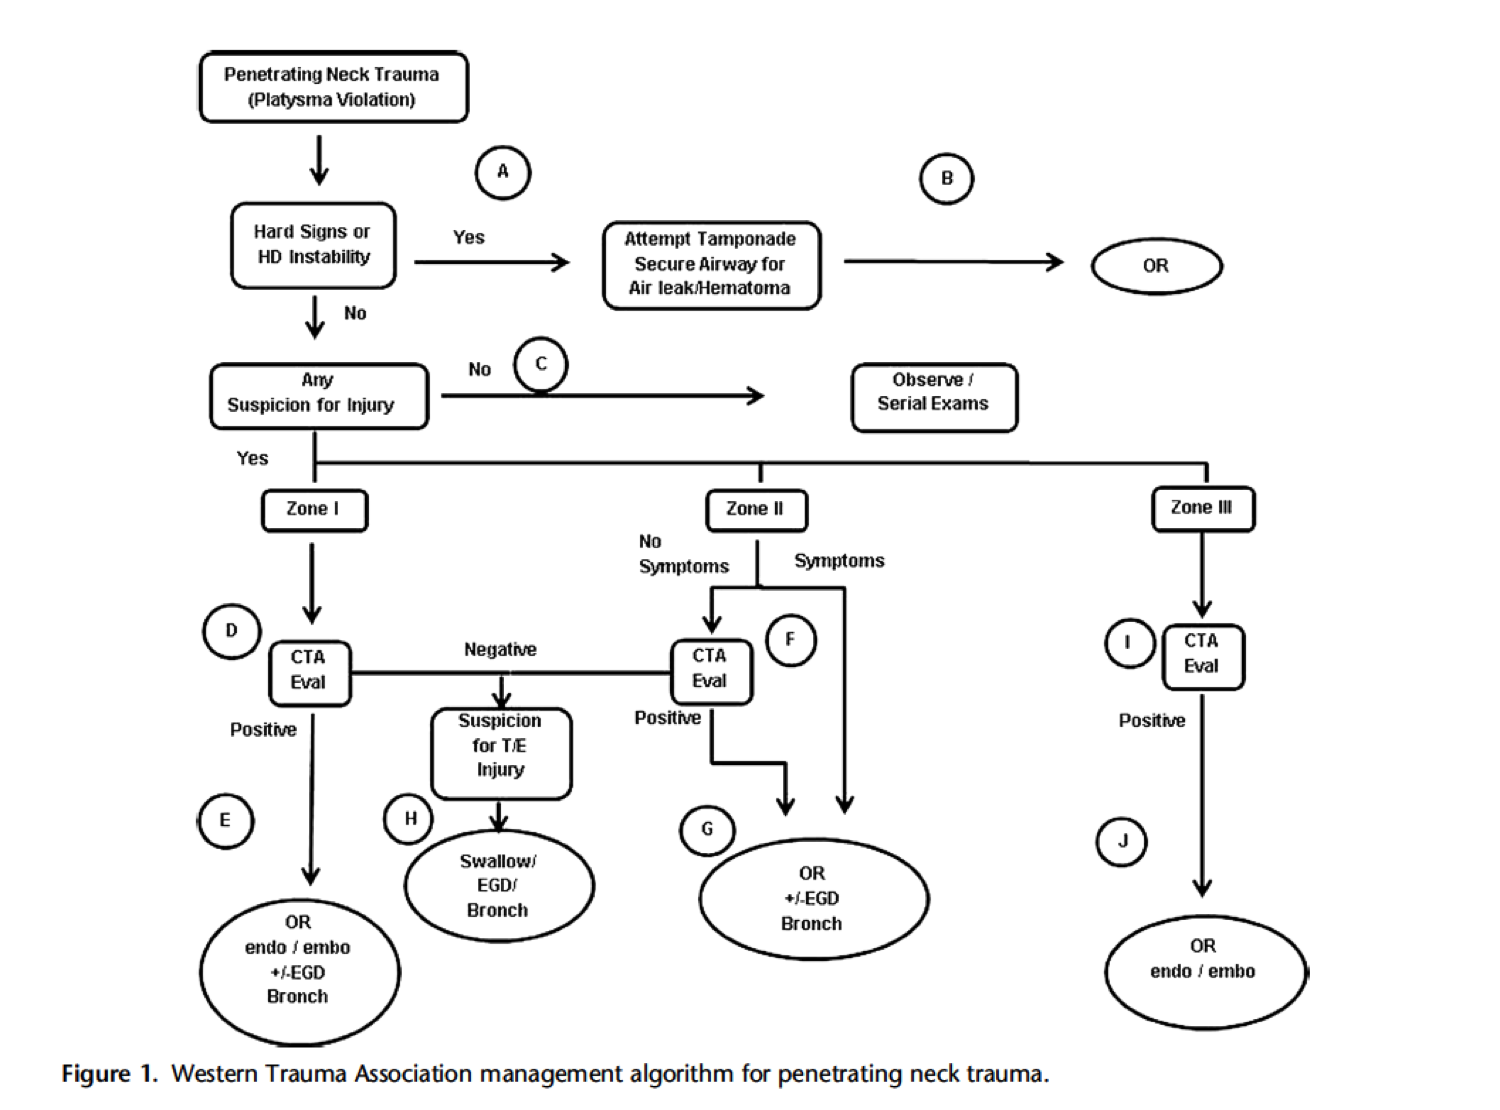 Penetrating Neck Trauma
(Platysma Violation)
A
B
Hard Signs or
HD Instability
Yes
Attempt Tamponade
Secure Airway for
Air leak/Hematoma
OR
No
Any
Suspicion for Injury
No
C
Observe /
Serial Exams
Yes
Zone I
Zone II
Zone III
No
Symptoms
Symptoms
D
CTA
Eval
Negative
CTA
Eval
F
I
CTA
Eval
Positive
Suspicion
for T/E
Injury
Positive
Positive
E
H
G
J
Swallow/
EGD/
Bronch
OR
+/-EGD
Bronch
OR
endo / embo
+/-EGD
Bronch
OR
endo / embo
Figure 1. Western Trauma Association management algorithm for penetrating neck trauma.